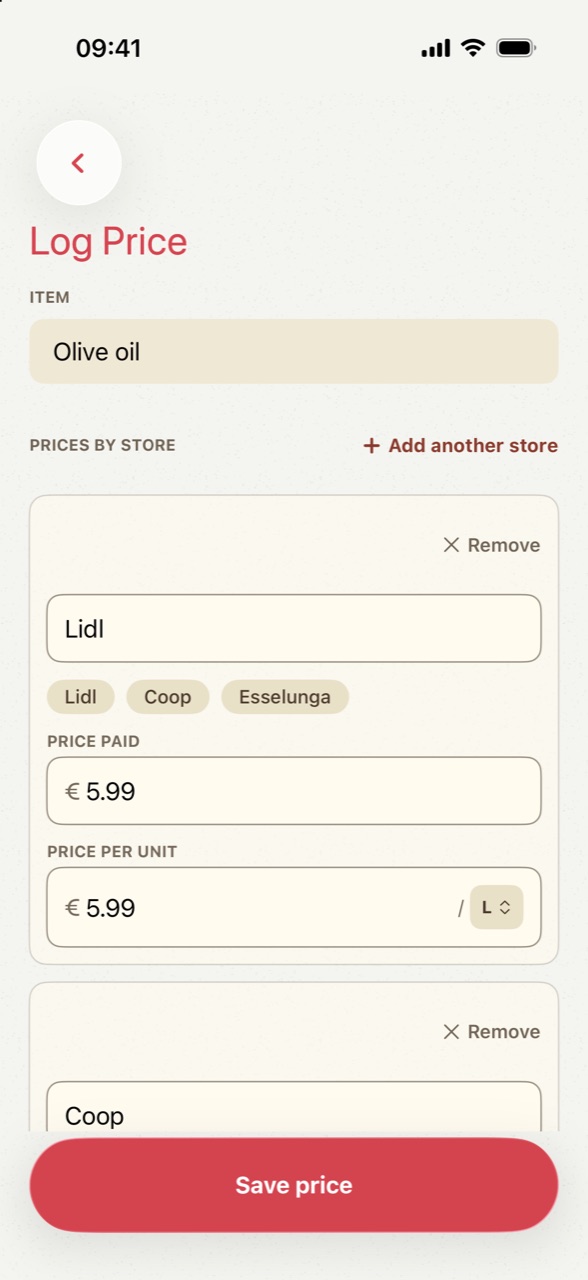 09:41
Log Price
ITEM
Olive oil
PRICES BY STORE
+ Add another store
Remove
Lidl
Lidl Coop Esselunga
PRICE PAID
€ 5.99
PRICE PER UNIT
€ 5.99 / L
Remove
Coop
Save price